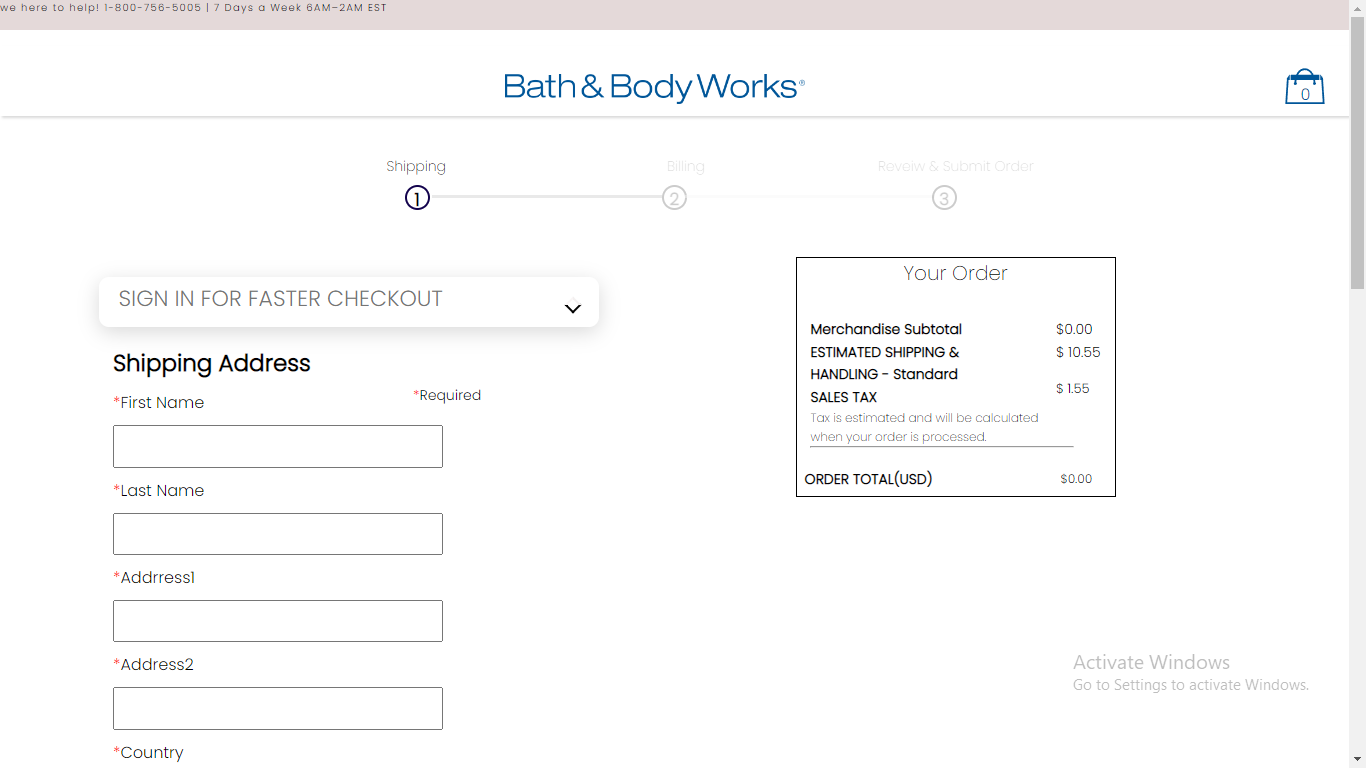 we here to help! 1-800-756-5005 | 7 Days a Week 6AM–2AM EST
Bath & Body Works®
0
Shipping
Billing
Reveiw & Submit Order
1
2
3
SIGN IN FOR FASTER CHECKOUT
Shipping Address
*Required
*First Name
*Last Name
*Addrress1
*Address2
*Country
Your Order
Merchandise Subtotal $0.00
ESTIMATED SHIPPING & $ 10.55
HANDLING - Standard
SALES TAX $ 1.55
Tax is estimated and will be calculated
when your order is processed.
ORDER TOTAL(USD) $0.00
Activate Windows
Go to Settings to activate Windows.